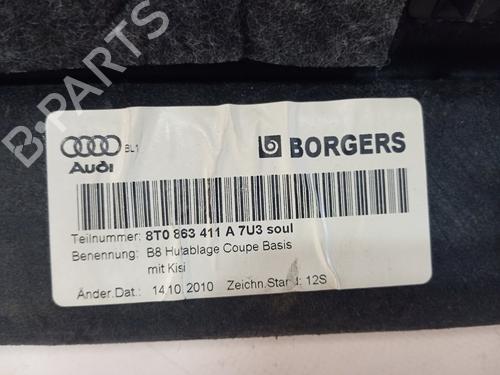 B-PARTS
Audi
BL1
BORGERS
Teilnummer: 8T0 863 411 A 7U3 soul
Benennung: B8 Hutablage Coupe Basis
mit Kisi
Änder.Dat.: 14.10.2010 Zeichn.Stand: 12S